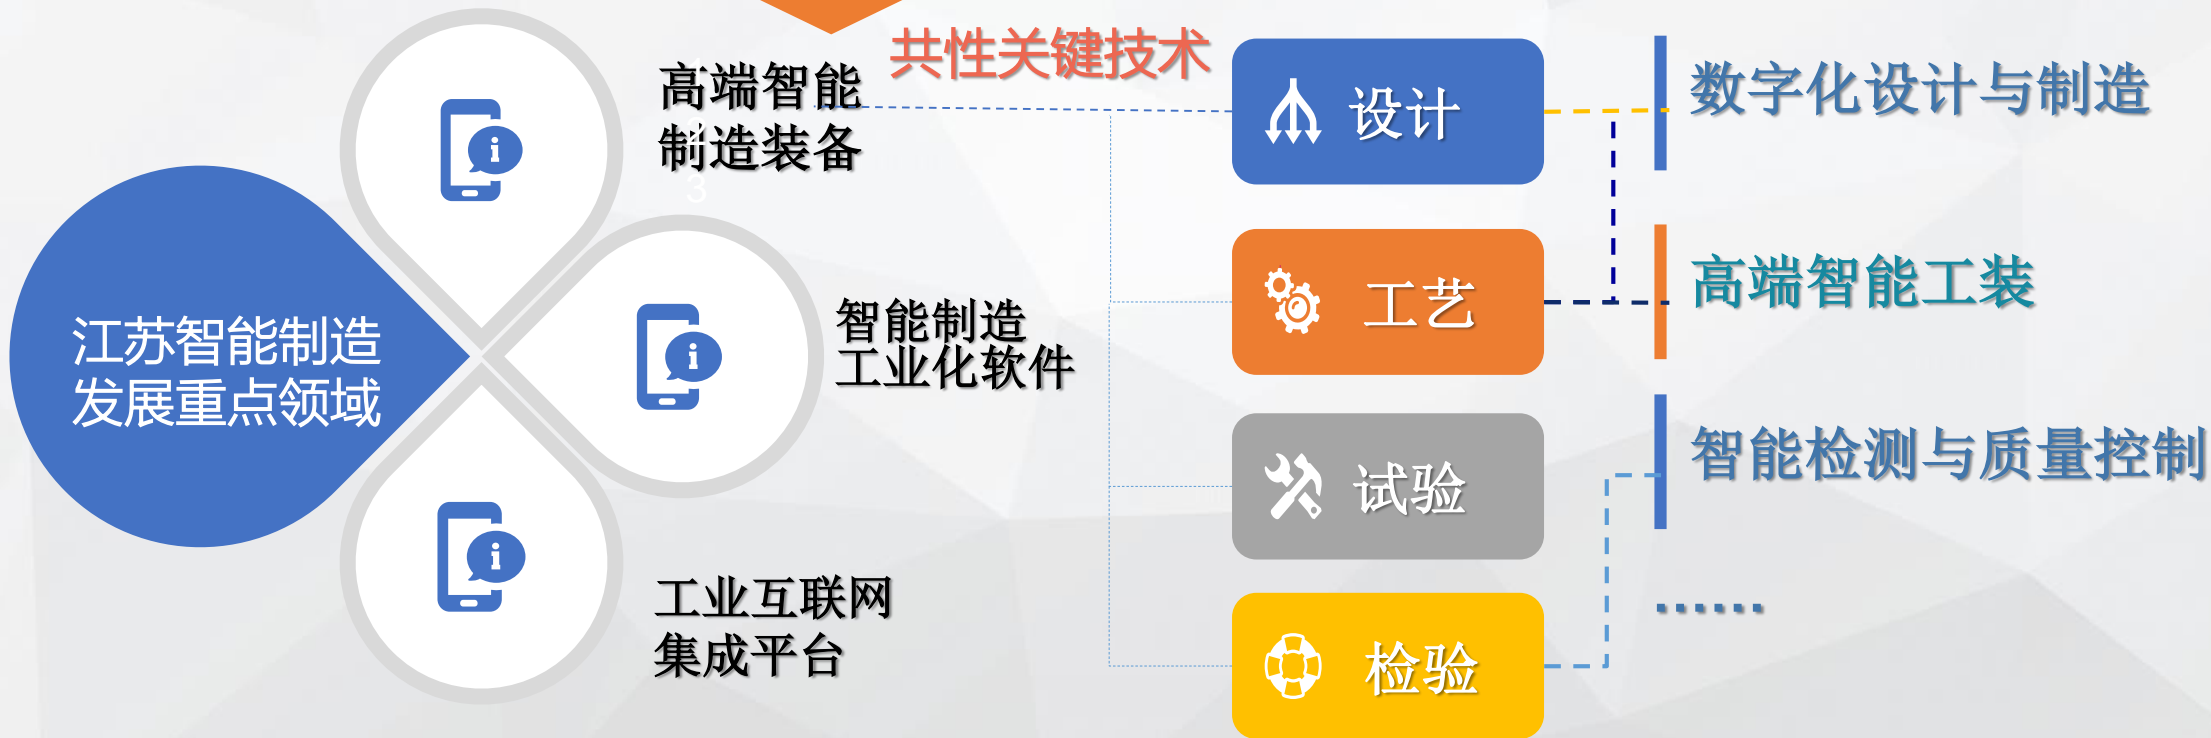 共性关键技术
高端智能
制造装备
3
江苏智能制造
发展重点领域
智能制造
工业化软件
工业互联网
集成平台
设计
工艺
试验
检验
数字化设计与制造
高端智能工装
智能检测与质量控制
······